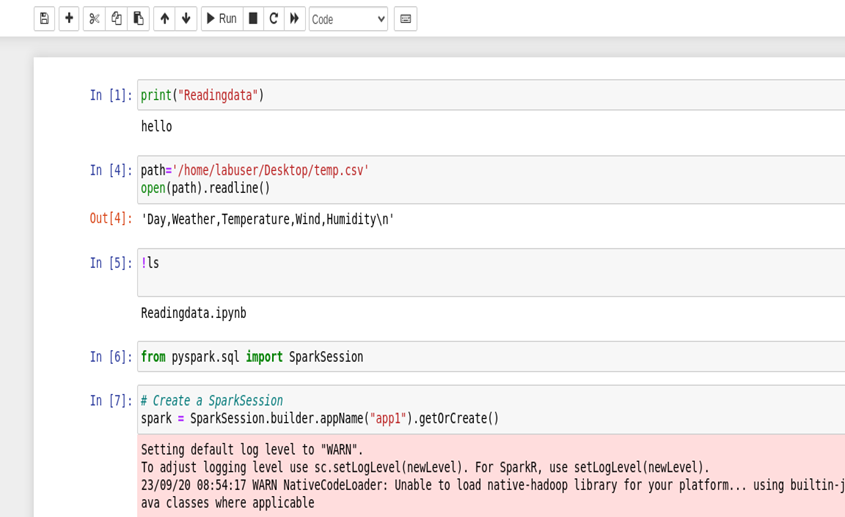 Run Code
In [1]: print("Readingdata")
hello
In [4]: path='/home/labuser/Desktop/temp.csv'
open(path).readline()
Out[4]: 'Day,Weather,Temperature,Wind,Humidity\n'
In [5]: !ls
Readingdata.ipynb
In [6]: from pyspark.sql import SparkSession
In [7]: # Create a SparkSession
spark = SparkSession.builder.appName("app1").getOrCreate()
Setting default log level to "WARN".
To adjust logging level use sc.setLogLevel(newLevel). For SparkR, use setLogLevel(newLevel).
23/09/20 08:54:17 WARN NativeCodeLoader: Unable to load native-hadoop library for your platform... using builtin-j
ava classes where applicable